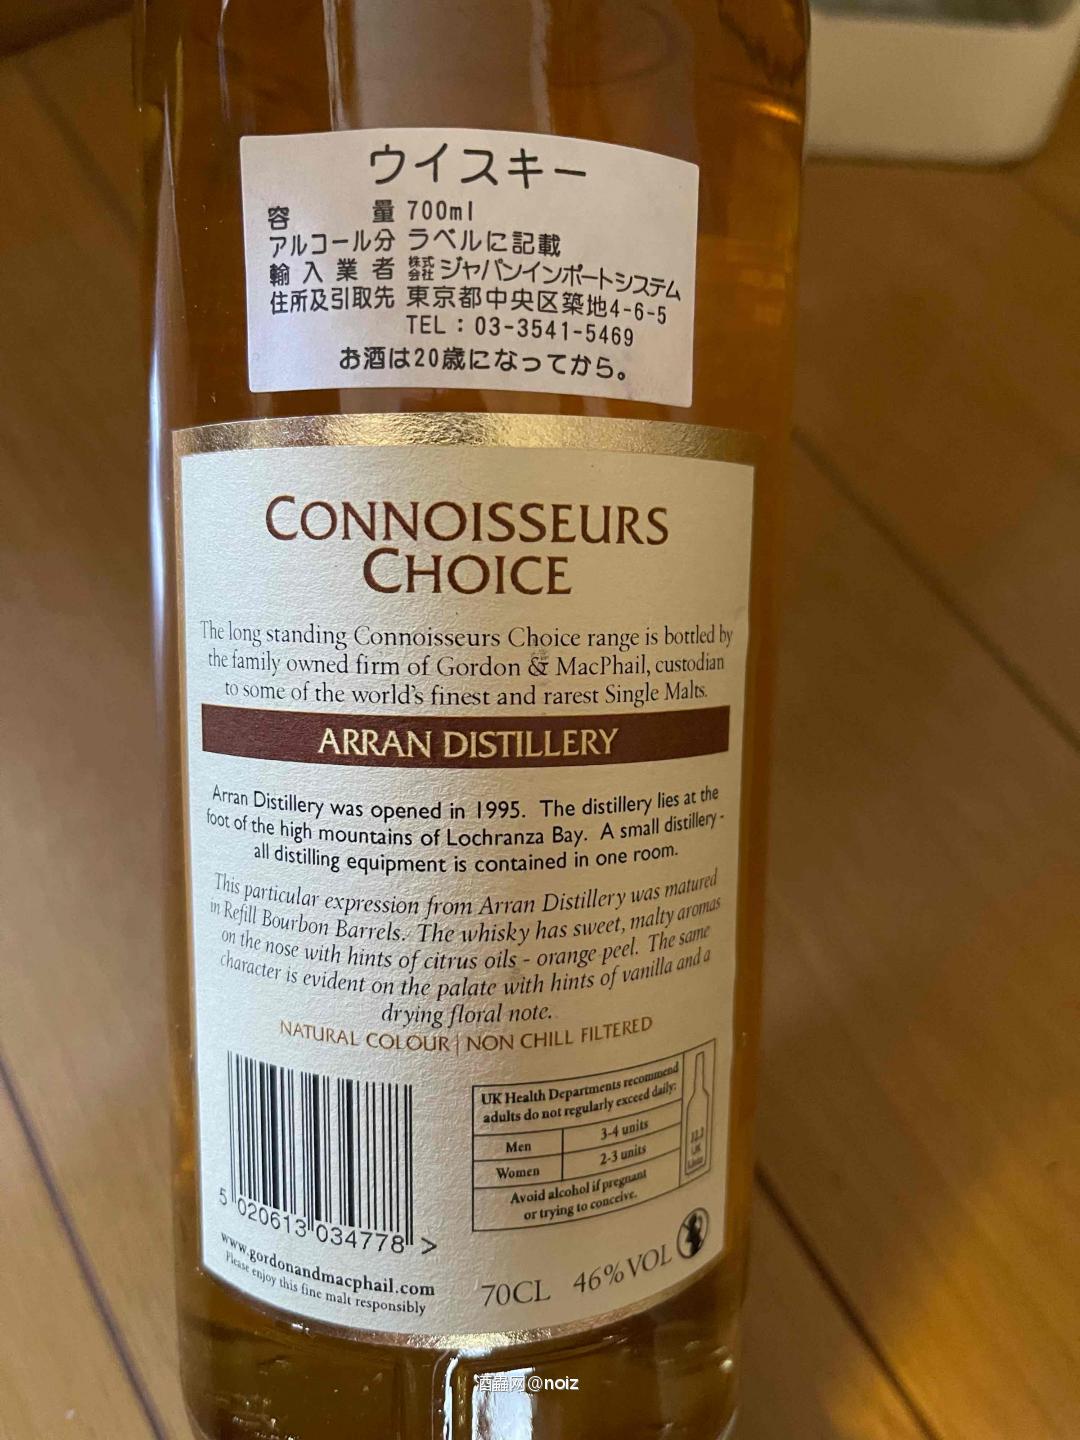 ウイスキー
容 量 700ml
アルコール分 ラベルに記載
輸入業者 株式会社 ジャパンインポートシステム
住所及引取先 東京都中央区築地4-6-5
TEL : 03-3541-5469
お酒は20歳になってから。
CONNOISSEURS
CHOICE
The long standing Connoisseurs Choice range is bottled by
the family owned firm of Gordon & MacPhail, custodian
to some of the world's finest and rarest Single Malts.
ARRAN DISTILLERY
Arran Distillery was opened in 1995. The distillery lies at the
foot of the high mountains of Lochranza Bay. A small distillery -
all distilling equipment is contained in one room.
This particular expression from Arran Distillery was matured
in Refill Bourbon Barrels. The whisky has sweet, malty aromas
on the nose with hints of citrus oils - orange peel. The same
character is evident on the palate with hints of vanilla and a
drying floral note.
NATURAL COLOUR | NON CHILL FILTERED
UK Health Departments recommend
adults do not regularly exceed daily:
Men 3-4 units
Women 2-3 units
Avoid alcohol if pregnant
or trying to conceive.
32.2
UK
Units
5 020613 034778 >
www.gordonandmacphail.com
Please enjoy this fine malt responsibly
70CL 46%VOL
酒蟲网@noiz